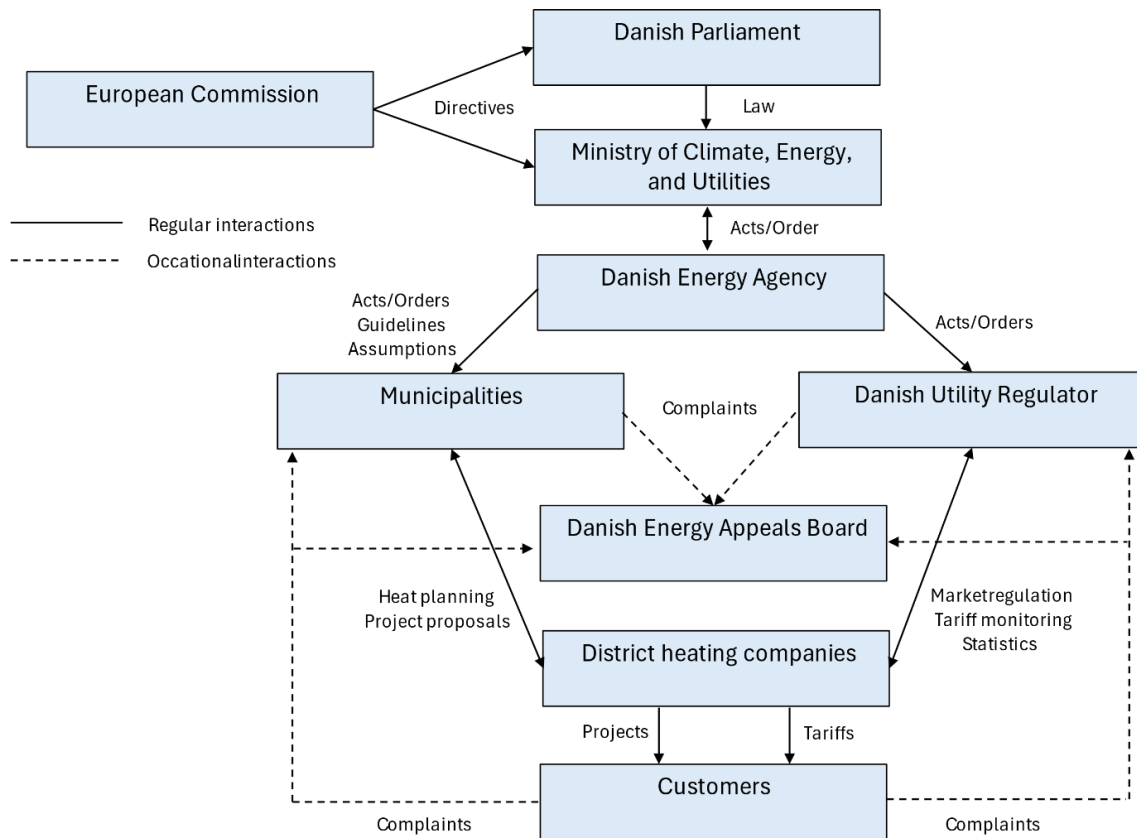 Danish Parliament
European Commission
Directives
Law
Ministry of Climate, Energy,
and Utilities
Regular interactions
Acts/Order
Occationalinteractions
Danish Energy Agency
Acts/Orders
Guidelines
Assumptions
Acts/Orders
Municipalities
Complaints
Danish Utility Regulator
Danish Energy Appeals Board
Heat planning
Project proposals
Marketregulation
Tariff monitoring
Statistics
District heating companies
Projects
Tariffs
Customers
Complaints
Complaints